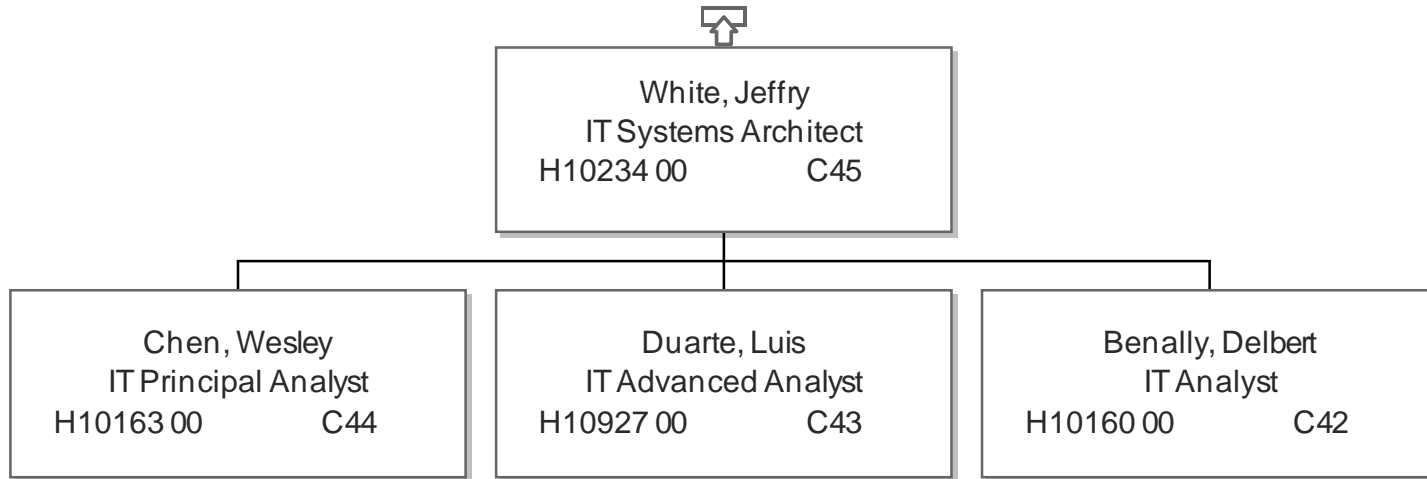 White, Jeffry
IT Systems Architect
H10234 00 C45
Chen, Wesley
IT Principal Analyst
H10163 00 C44
Duarte, Luis
IT Advanced Analyst
H10927 00 C43
Benally, Delbert
IT Analyst
H10160 00 C42